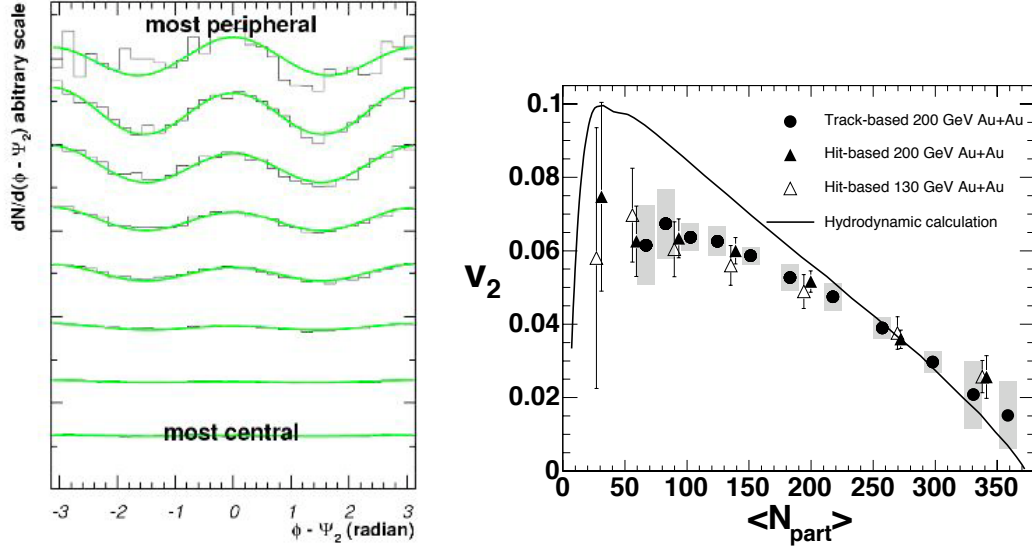 most peripheral
dN/d(ϕ - Ψ2) abitrary scale
most central
-3 -2 -1 0 1 2 3
ϕ - Ψ2 (radian)
0.1
0.08
0.06
0.04
0.02
0
v2
Track-based 200 GeV Au+Au
Hit-based 200 GeV Au+Au
Hit-based 130 GeV Au+Au
Hydrodynamic calculation
0 50 100 150 200 250 300 350
<Npart>